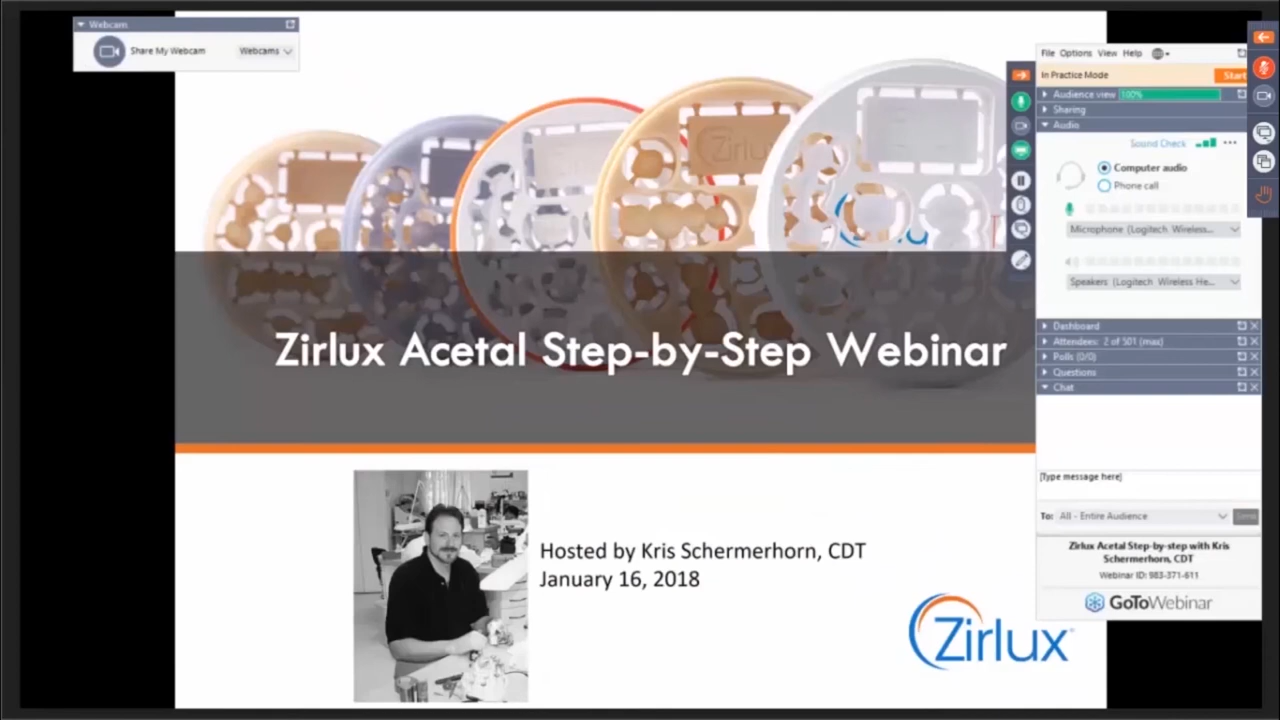 Webcam
Share My Webcam
Webcams
Zirlux
Zirlux Acetal Step-by-Step Webinar
Hosted by Kris Schermerhorn, CDT
January 16, 2018
Zirlux
File Options View Help
In Practice Mode
Start
Audience view 100%
Sharing
Audio
Sound Check
Computer audio
Phone call
Microphone (Logitech Wireless...
Speakers (Logitech Wireless He...
Dashboard
Attendees: 2 of 501 (max)
Polls (0/0)
Questions
Chat
[Type message here]
To: All - Entire Audience
Send
Zirlux Acetal Step-by-step with Kris
Schermerhorn, CDT
Webinar ID: 983-371-611
GoToWebinar